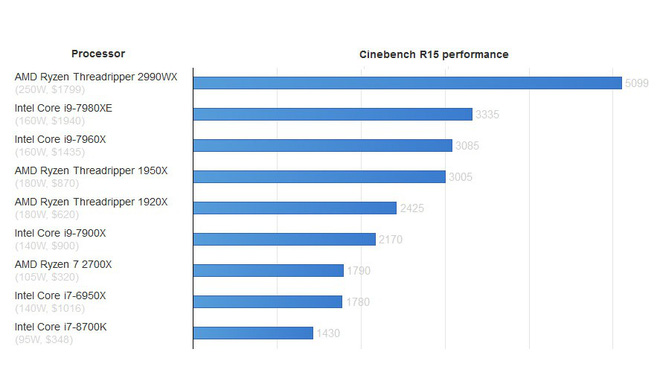 Processor
Cinebench R15 performance
AMD Ryzen Threadripper 2990WX
(250W, $1799)
5099
Intel Core i9-7980XE
(160W, $1940)
3335
Intel Core i9-7960X
(160W, $1435)
3085
AMD Ryzen Threadripper 1950X
(180W, $870)
3005
AMD Ryzen Threadripper 1920X
(180W, $620)
2425
Intel Core i9-7900X
(140W, $900)
2170
AMD Ryzen 7 2700X
(105W, $320)
1790
Intel Core i7-6950X
(140W, $1016)
1780
Intel Core i7-8700K
(95W, $348)
1430